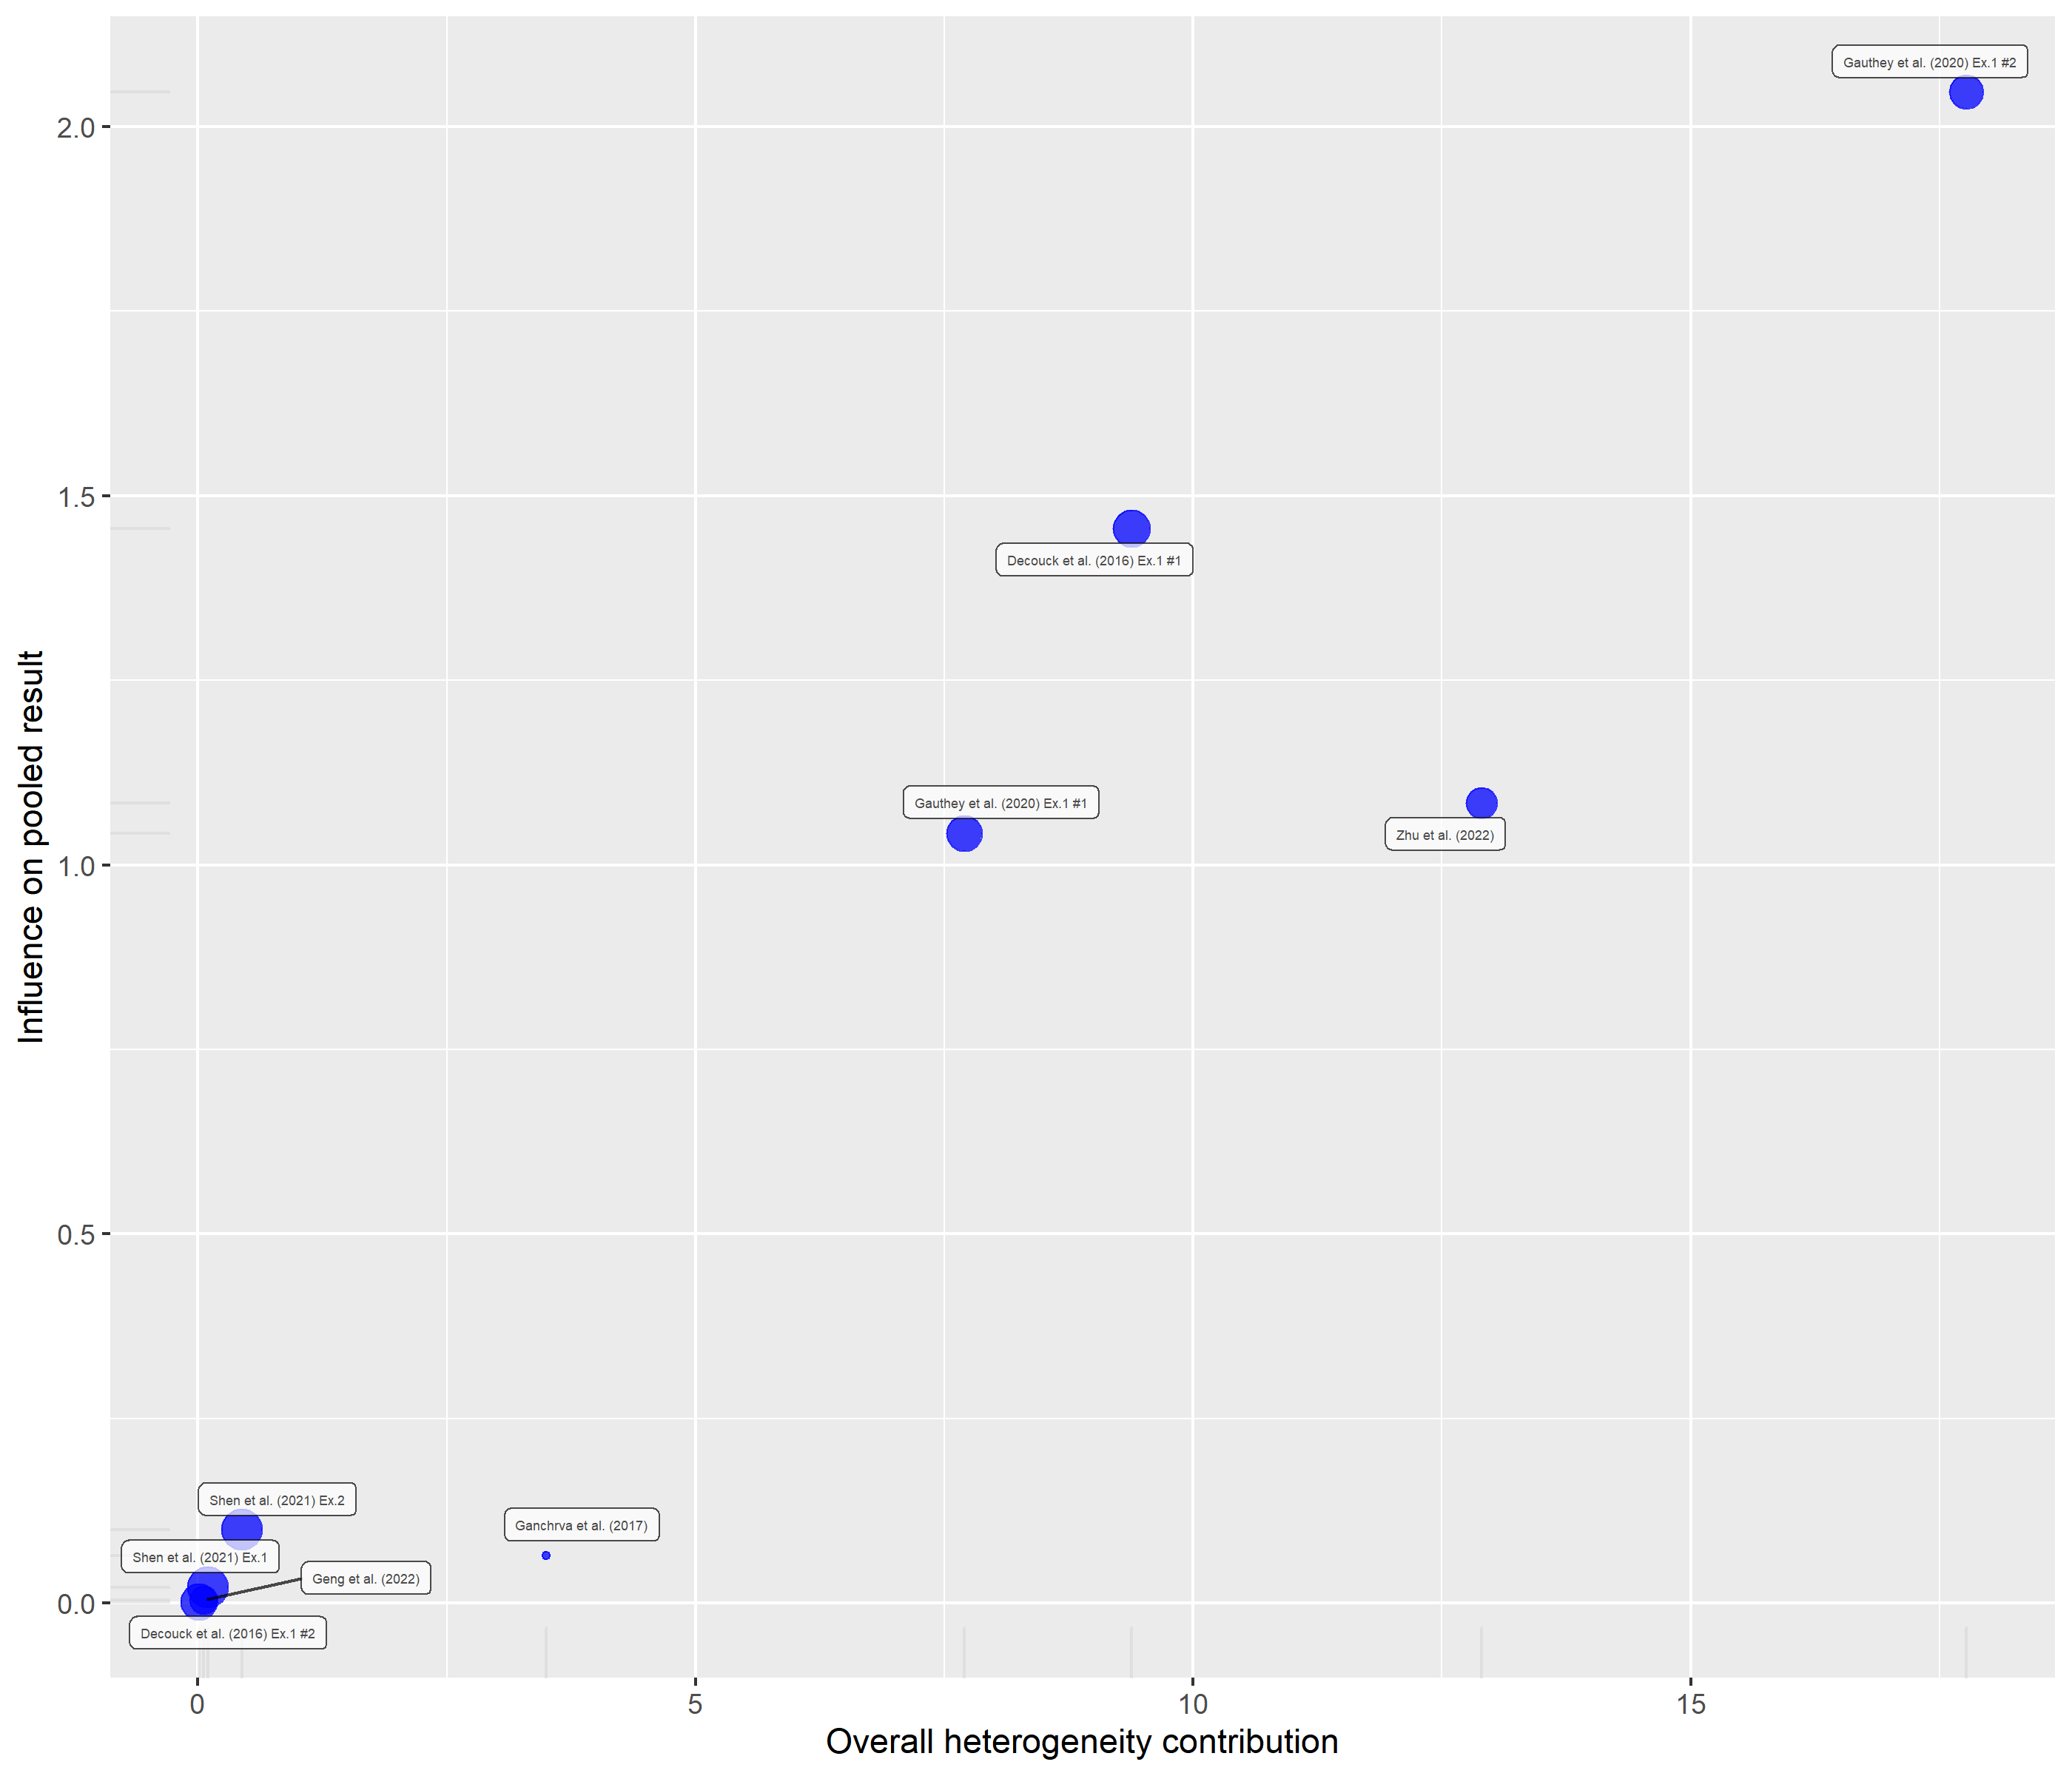 Gauthey et al. (2020) Ex.1 #2
2.0
1.5
Decouck et al. (2016) Ex.1 #1
Gauthey et al. (2020) Ex.1 #1
Zhu et al. (2022)
1.0
Influence on pooled result
0.5
Shen et al. (2021) Ex.2
Ganchrva et al. (2017)
Shen et al. (2021) Ex.1
Geng et al. (2022)
0.0
Decouck et al. (2016) Ex.1 #2
0
5
10
15
Overall heterogeneity contribution